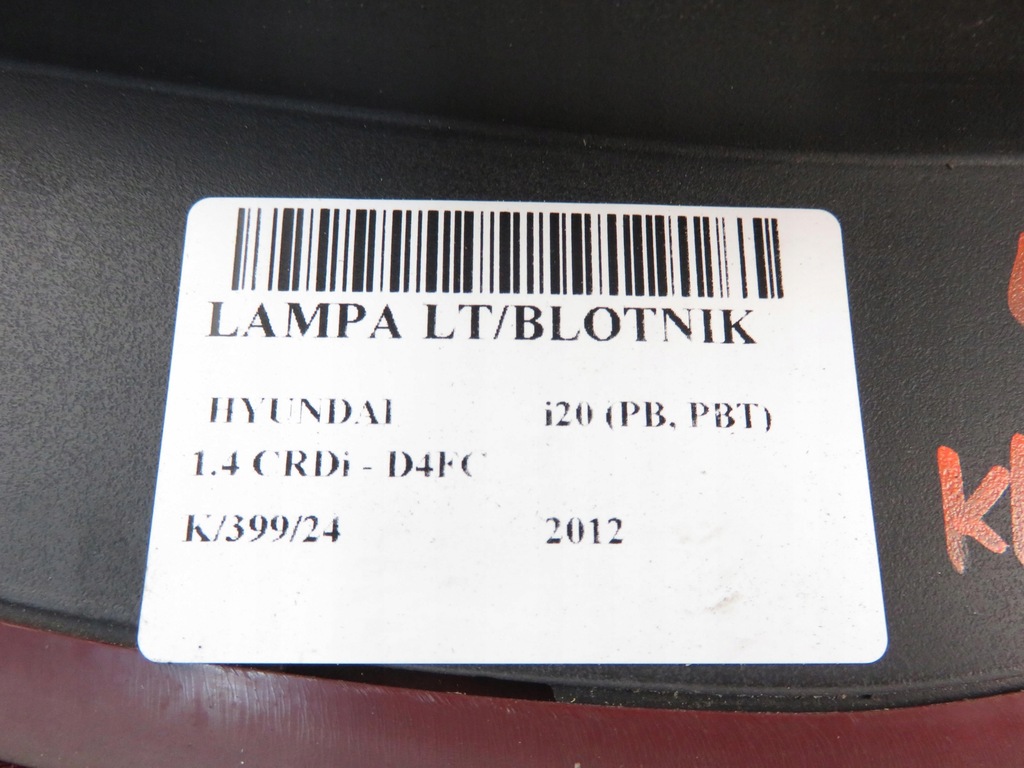 LAMPA LT/BLOTNIK
HYUNDAI i20 (PB, PBT)
1.4 CRDi - D4FC
K/399/24 2012